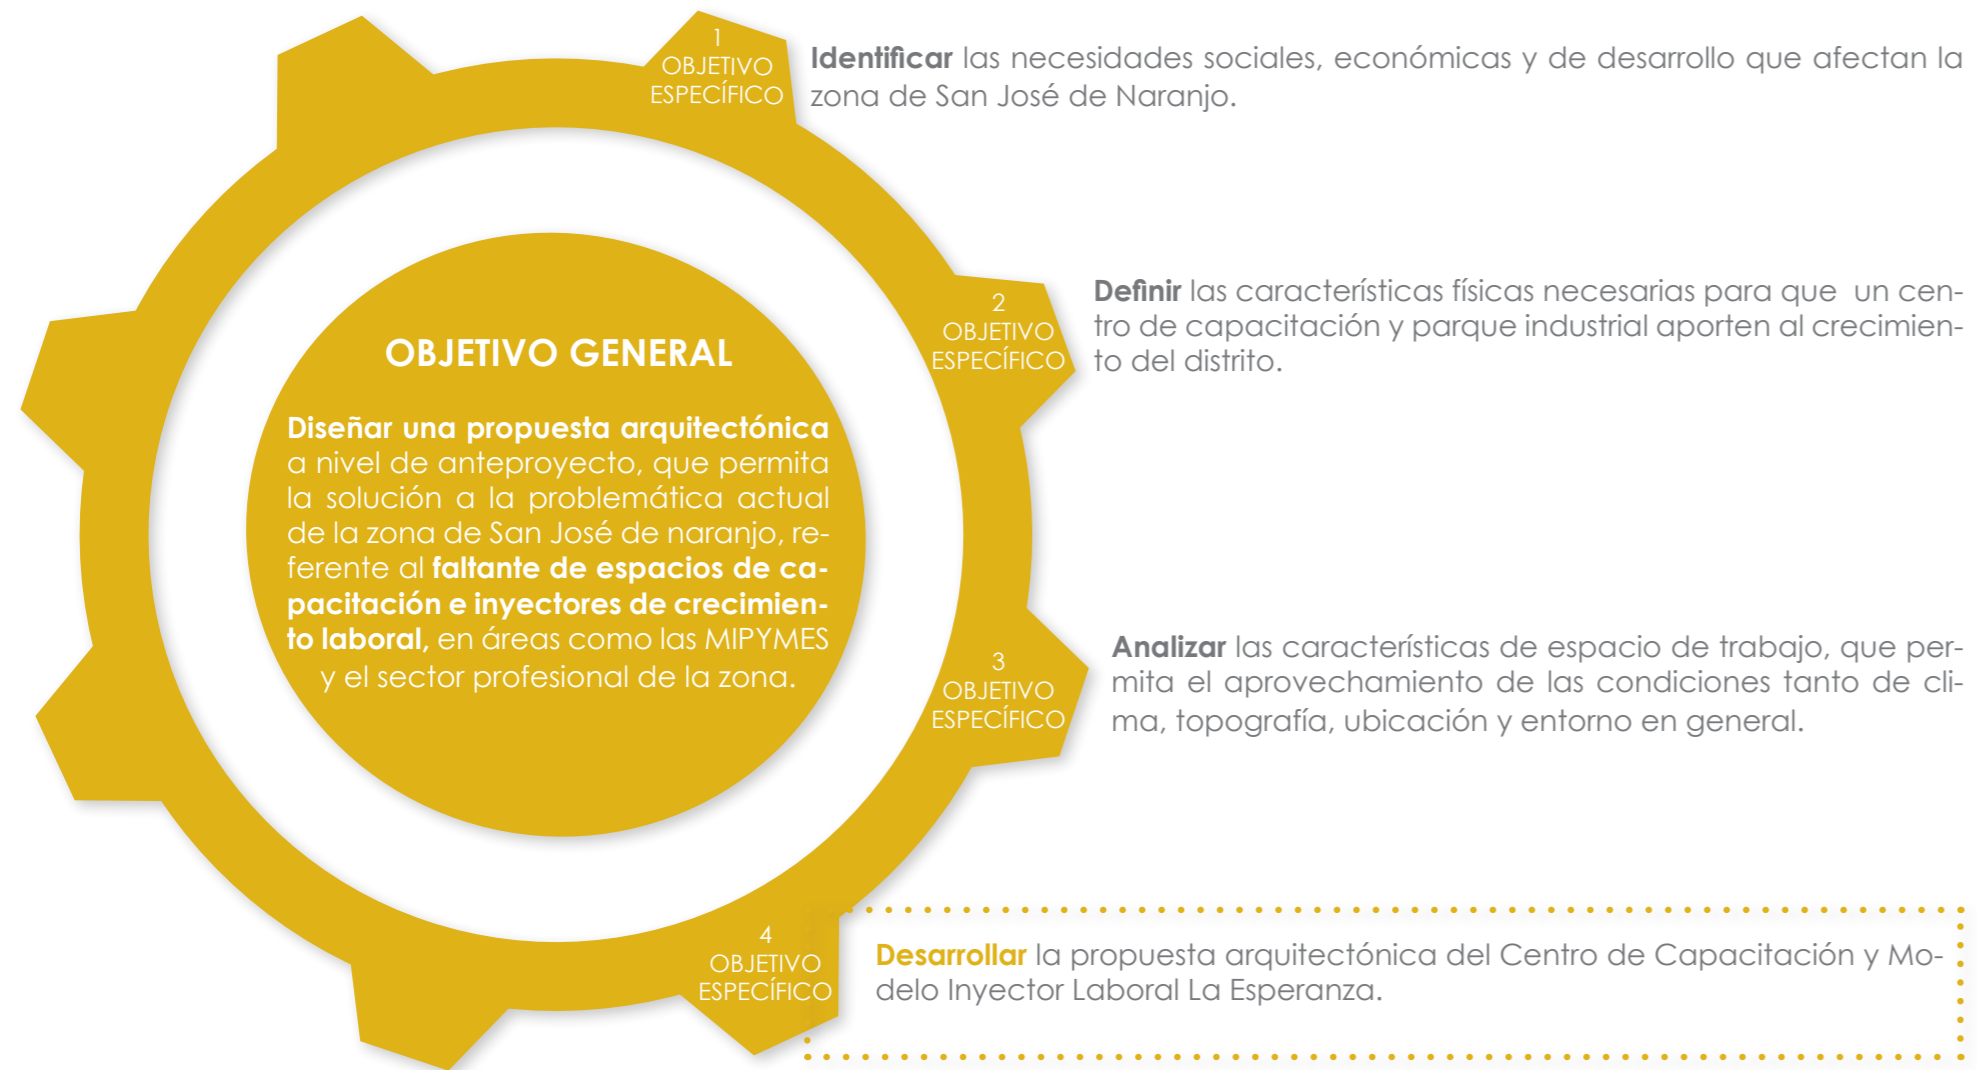 1
OBJETIVO
ESPECÍFICO
Identificar las necesidades sociales, económicas y de desarrollo que afectan la
zona de San José de Naranjo.
2
OBJETIVO
ESPECÍFICO
Definir las características físicas necesarias para que un cen-
tro de capacitación y parque industrial aporten al crecimien-
to del distrito.
OBJETIVO GENERAL
Diseñar una propuesta arquitectónica
a nivel de anteproyecto, que permita
la solución a la problemática actual
de la zona de San José de naranjo, re-
ferente al faltante de espacios de ca-
pacitación e inyectores de crecimien-
to laboral, en áreas como las MIPYMES
y el sector profesional de la zona.
3
OBJETIVO
ESPECÍFICO
Analizar las características de espacio de trabajo, que per-
mita el aprovechamiento de las condiciones tanto de cli-
ma, topografía, ubicación y entorno en general.
4
OBJETIVO
ESPECÍFICO
Desarrollar la propuesta arquitectónica del Centro de Capacitación y Mo-
delo Inyector Laboral La Esperanza.